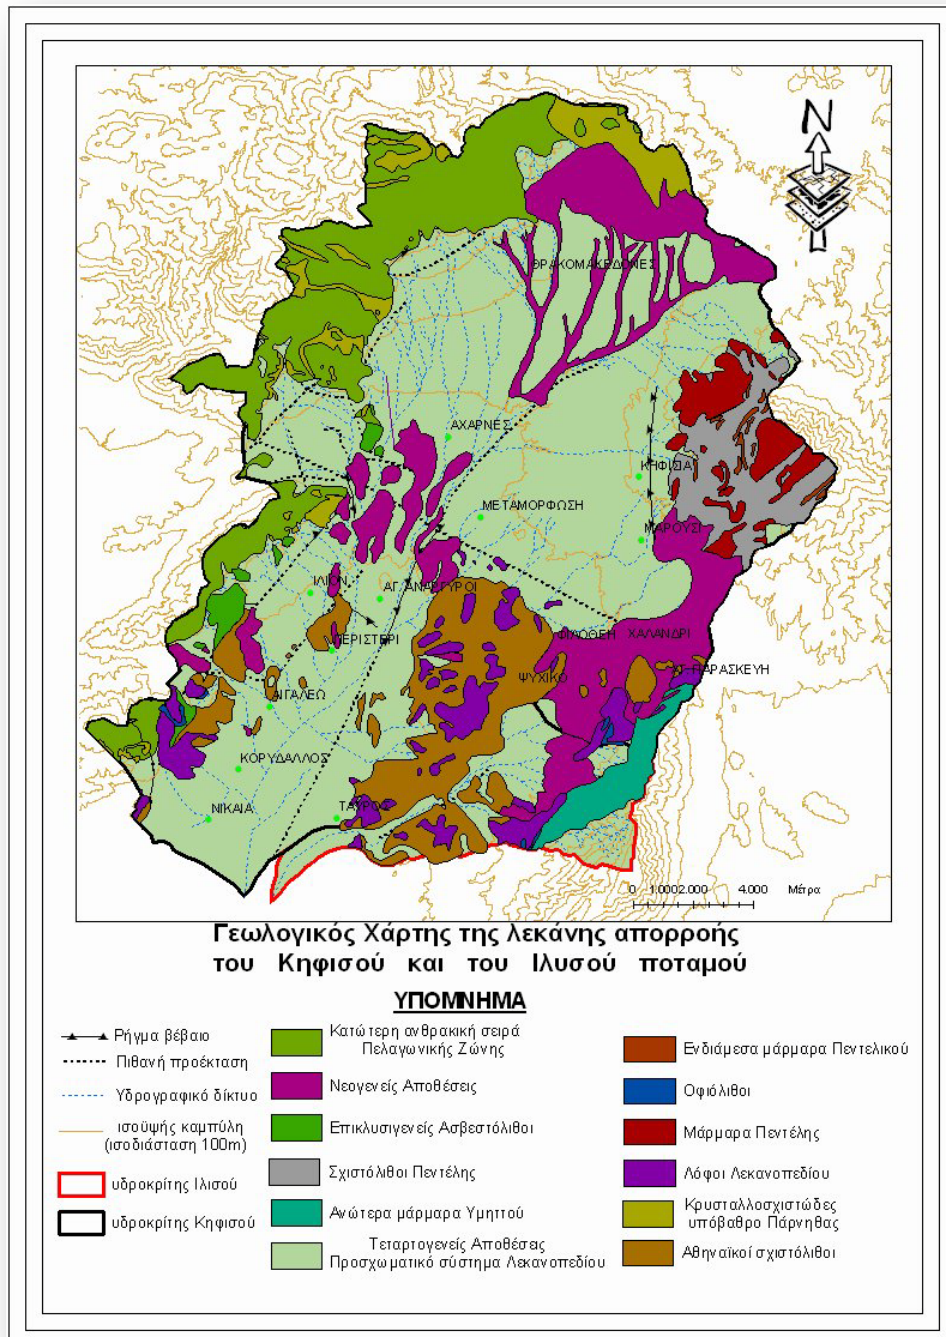 N
ΘΡΑΚΟΜΑΚΕΔΟΝΕΣ
ΑΧΑΡΝΕΣ
ΚΗΦΙΣΙΑ
ΜΕΤΑΜΟΡΦΩΣΗ
ΜΑΡΟΥΣΙ
ΙΛΙΟΝ
ΑΓ. ΑΝΑΡΓΥΡΟΙ
ΠΕΡΙΣΤΕΡΙ
ΦΙΛΟΘΕΗ
ΧΑΛΑΝΔΡΙ
ΑΓ. ΠΑΡΑΣΚΕΥΗ
ΨΥΧΙΚΟ
ΑΙΓΑΛΕΩ
ΚΟΡΥΔΑΛΛΟΣ
ΝΙΚΑΙΑ
ΤΑΥΡΟΣ
0 1.0002.000 4.000 Μέτρα
Γεωλογικός Χάρτης της λεκάνης απορροής
του Κηφισού και του Ιλυσού ποταμού
ΥΠΟΜΝΗΜΑ
Ρήγμα βέβαιο
Πιθανή προέκταση
Υδρογραφικό δίκτυο
ισοϋψής καμπύλη
(ισοδιάσταση 100m)
υδροκρίτης Ιλισού
υδροκρίτης Κηφισού
Κατώτερη ανθρακική σειρά
Πελαγωνικής Ζώνης
Νεογενείς Αποθέσεις
Επικλυσιγενείς Ασβεστόλιθοι
Σχιστόλιθοι Πεντέλης
Ανώτερα μάρμαρα Υμηττού
Τεταρτογενείς Αποθέσεις
Προσχωματικό σύστημα Λεκανοπεδίου
Ενδιάμεσα μάρμαρα Πεντελικού
Οφιόλιθοι
Μάρμαρα Πεντέλης
Λόφοι Λεκανοπεδίου
Κρυσταλλοσχιστώδες
υπόβαθρο Πάρνηθας
Αθηναϊκοί σχιστόλιθοι